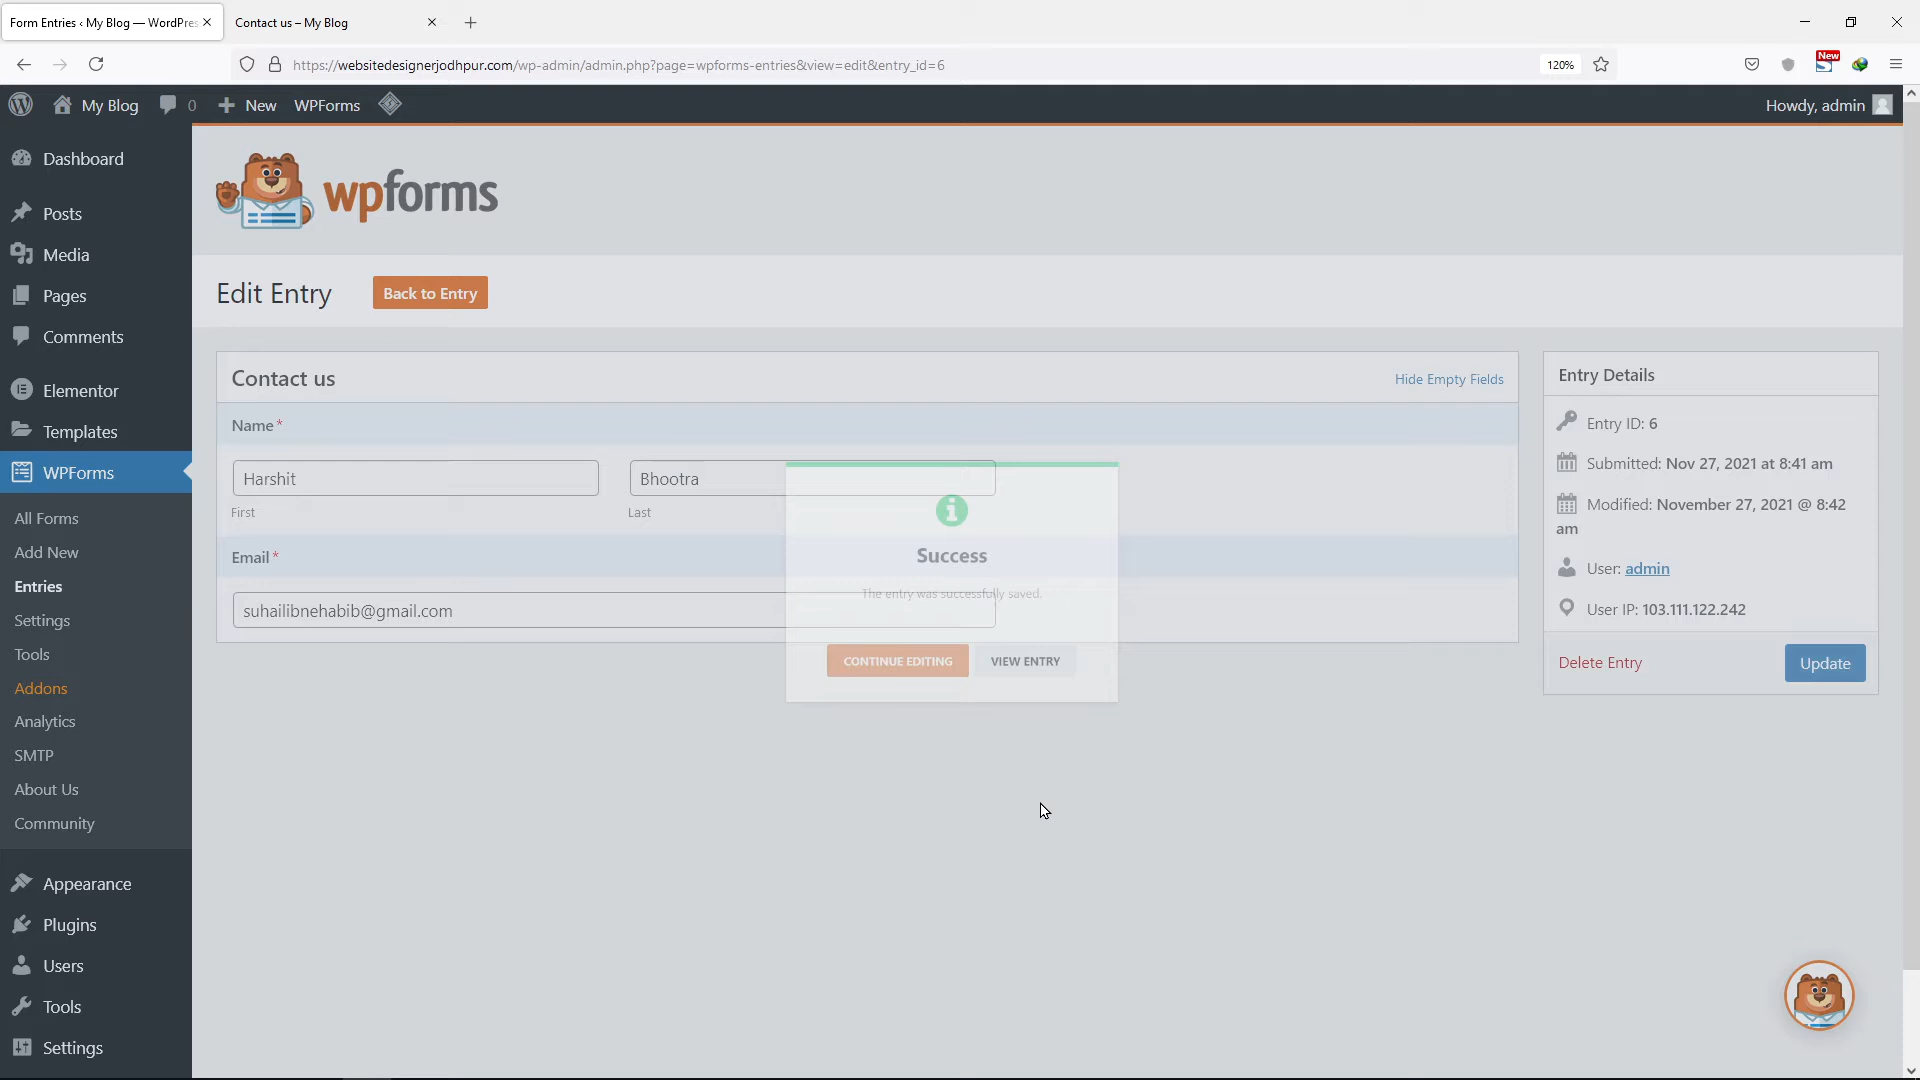 Form Entries ‹ My Blog — WordPres
Contact us – My Blog
https://websitedesignerjodhpur.com/wp-admin/admin.php?page=wpforms-entries&view=edit&entry_id=6
120%
New
My Blog
0
New
WPForms
Howdy, admin
Dashboard
Posts
Media
Pages
Comments
Elementor
Templates
WPForms
All Forms
Add New
Entries
Settings
Tools
Addons
Analytics
SMTP
About Us
Community
Appearance
Plugins
Users
Tools
Settings
wpforms
Edit Entry
Back to Entry
Contact us
Hide Empty Fields
Name*
Harshit
Bhootra
First
Last
Email*
suhailibnehabib@gmail.com
Success
The entry was successfully saved.
CONTINUE EDITING
VIEW ENTRY
Entry Details
Entry ID: 6
Submitted: Nov 27, 2021 at 8:41 am
Modified: November 27, 2021 @ 8:42
am
User: admin
User IP: 103.111.122.242
Delete Entry
Update